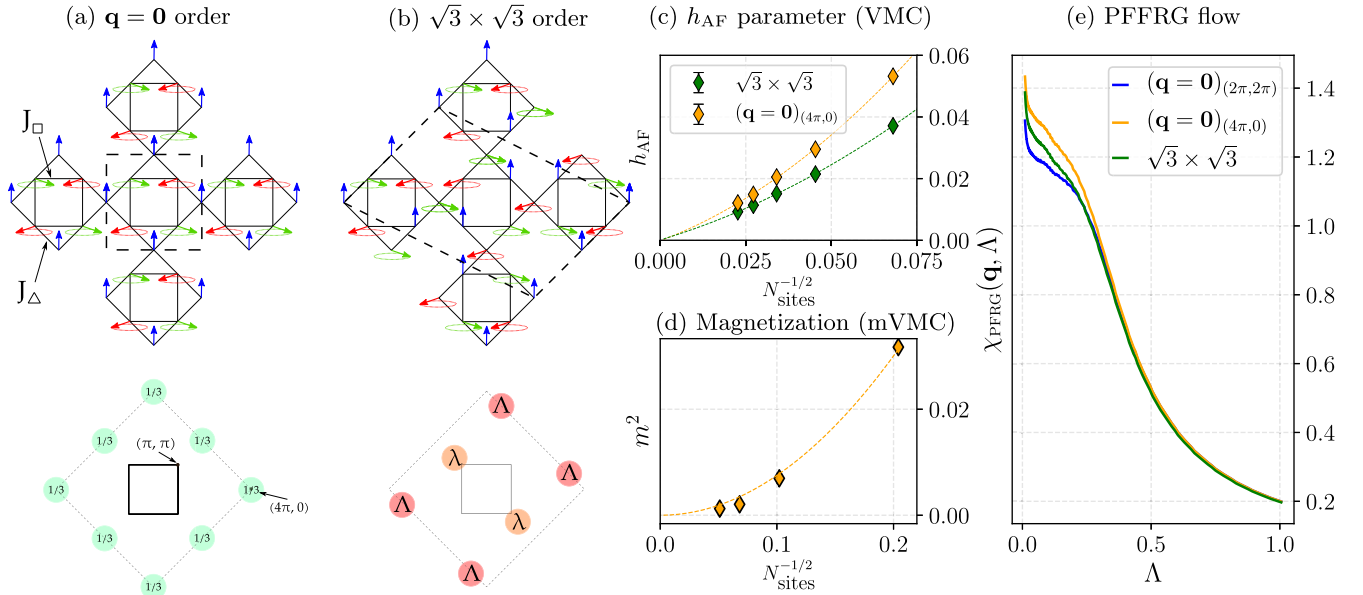 (a) q = 0 order
J□
J△
(π, π)
1/3
1/3
1/3
1/3
1/3
1/3
1/3
1/3
(4π, 0)
(b) √3 × √3 order
Λ
λ
Λ
Λ
λ
Λ
(c) h_AF parameter (VMC)
√3 × √3
(q = 0)_(4π,0)
h_AF
0.06
0.04
0.02
0.00
0.000 0.025 0.050 0.075
N_sites^−1/2
(d) Magnetization (mVMC)
m²
0.02
0.00
0.0 0.1 0.2
N_sites^−1/2
(e) PFFRG flow
(q = 0)_(2π,2π)
(q = 0)_(4π,0)
√3 × √3
χ_PFRG(q, Λ)
1.4
1.2
1.0
0.8
0.6
0.4
0.2
0.0 0.5 1.0
Λ